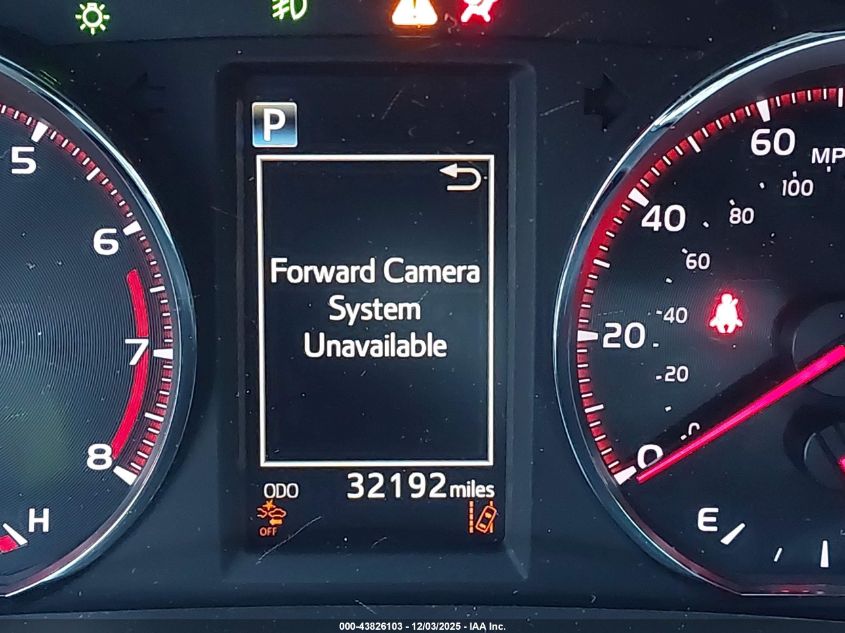 P
Forward Camera
System
Unavailable
ODO 32192 miles
OFF
5
6
7
8
H
0
20
40
60
MP
0
20
40
60
80
100
E
000-43826103 - 12/03/2025 - IAA Inc.